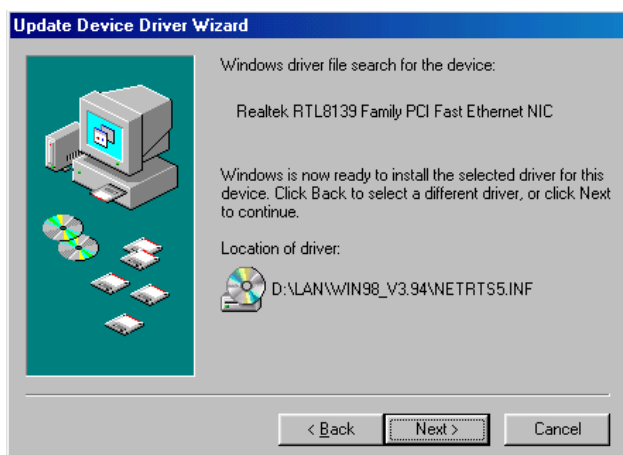 Update Device Driver Wizard
Windows driver file search for the device:
Realtek RTL8139 Family PCI Fast Ethernet NIC
Windows is now ready to install the selected driver for this
device. Click Back to select a different driver, or click Next
to continue.
Location of driver:
D:\LAN\WIN98_V3.94\NETRTS5.INF
< Back
Next >
Cancel